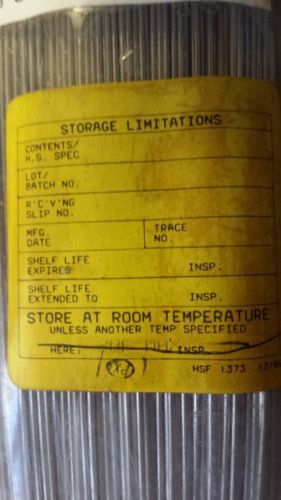 STORAGE LIMITATIONS
CONTENTS/
H.S. SPEC
LOT/
BATCH NO.
R'C'V'NG
SLIP NO.
MFG.
DATE
TRACE
NO.
SHELF LIFE
EXPIRES
INSP.
SHELF LIFE
EXTENDED TO
INSP.
STORE AT ROOM TEMPERATURE
UNLESS ANOTHER TEMP SPECIFIED
HERE: INSP.
HSF 1373